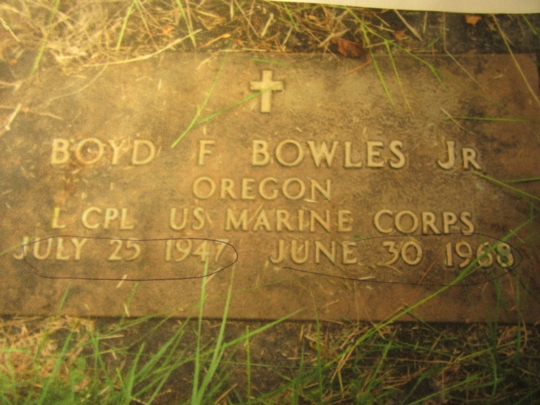 BOYD F BOWLES JR
OREGON
L CPL US MARINE CORPS
JULY 25 1947 JUNE 30 1968